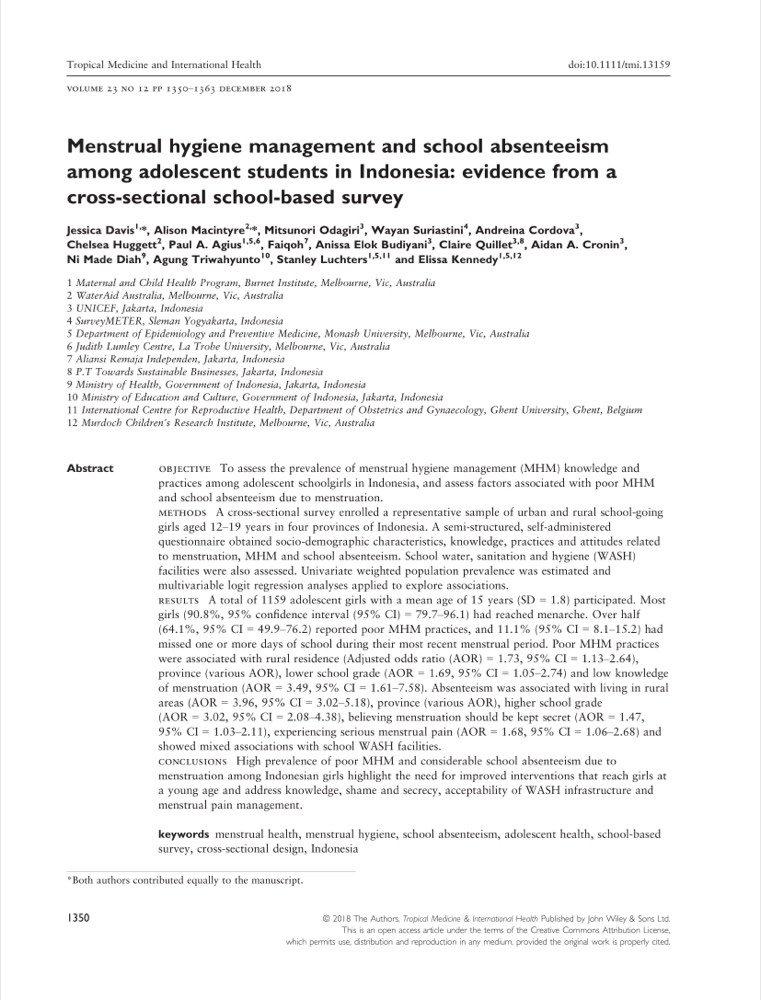 Tropical Medicine and International Health
doi:10.1111/tmi.13159
VOLUME 23 NO 12 PP 1350–1363 DECEMBER 2018
Menstrual hygiene management and school absenteeism
among adolescent students in Indonesia: evidence from a
cross-sectional school-based survey
Jessica Davis1,*, Alison Macintyre2,*, Mitsunori Odagiri3, Wayan Suriastini4, Andreina Cordova3,
Chelsea Huggett2, Paul A. Agius1,5,6, Faiqoh7, Anissa Elok Budiyani3, Claire Quillet3,8, Aidan A. Cronin3,
Ni Made Diah9, Agung Triwahyunto10, Stanley Luchters1,5,11 and Elissa Kennedy1,5,12
1 Maternal and Child Health Program, Burnet Institute, Melbourne, Vic, Australia
2 WaterAid Australia, Melbourne, Vic, Australia
3 UNICEF, Jakarta, Indonesia
4 SurveyMETER, Sleman Yogyakarta, Indonesia
5 Department of Epidemiology and Preventive Medicine, Monash University, Melbourne, Vic, Australia
6 Judith Lumley Centre, La Trobe University, Melbourne, Vic, Australia
7 Aliansi Remaja Independen, Jakarta, Indonesia
8 P.T Towards Sustainable Businesses, Jakarta, Indonesia
9 Ministry of Health, Government of Indonesia, Jakarta, Indonesia
10 Ministry of Education and Culture, Government of Indonesia, Jakarta, Indonesia
11 International Centre for Reproductive Health, Department of Obstetrics and Gynaecology, Ghent University, Ghent, Belgium
12 Murdoch Children's Research Institute, Melbourne, Vic, Australia
Abstract
OBJECTIVE To assess the prevalence of menstrual hygiene management (MHM) knowledge and
practices among adolescent schoolgirls in Indonesia, and assess factors associated with poor MHM
and school absenteeism due to menstruation.
METHODS A cross-sectional survey enrolled a representative sample of urban and rural school-going
girls aged 12–19 years in four provinces of Indonesia. A semi-structured, self-administered
questionnaire obtained socio-demographic characteristics, knowledge, practices and attitudes related
to menstruation, MHM and school absenteeism. School water, sanitation and hygiene (WASH)
facilities were also assessed. Univariate weighted population prevalence was estimated and
multivariable logit regression analyses applied to explore associations.
RESULTS A total of 1159 adolescent girls with a mean age of 15 years (SD = 1.8) participated. Most
girls (90.8%, 95% confidence interval (95% CI) = 79.7–96.1) had reached menarche. Over half
(64.1%, 95% CI = 49.9–76.2) reported poor MHM practices, and 11.1% (95% CI = 8.1–15.2) had
missed one or more days of school during their most recent menstrual period. Poor MHM practices
were associated with rural residence (Adjusted odds ratio (AOR) = 1.73, 95% CI = 1.13–2.64),
province (various AOR), lower school grade (AOR = 1.69, 95% CI = 1.05–2.74) and low knowledge
of menstruation (AOR = 3.49, 95% CI = 1.61–7.58). Absenteeism was associated with living in rural
areas (AOR = 3.96, 95% CI = 3.02–5.18), province (various AOR), higher school grade
(AOR = 3.02, 95% CI = 2.08–4.38), believing menstruation should be kept secret (AOR = 1.47,
95% CI = 1.03–2.11), experiencing serious menstrual pain (AOR = 1.68, 95% CI = 1.06–2.68) and
showed mixed associations with school WASH facilities.
CONCLUSIONS High prevalence of poor MHM and considerable school absenteeism due to
menstruation among Indonesian girls highlight the need for improved interventions that reach girls at
a young age and address knowledge, shame and secrecy, acceptability of WASH infrastructure and
menstrual pain management.
keywords menstrual health, menstrual hygiene, school absenteeism, adolescent health, school-based
survey, cross-sectional design, Indonesia
*Both authors contributed equally to the manuscript.
1350
© 2018 The Authors. Tropical Medicine & International Health Published by John Wiley & Sons Ltd.
This is an open access article under the terms of the Creative Commons Attribution License,
which permits use, distribution and reproduction in any medium, provided the original work is properly cited.